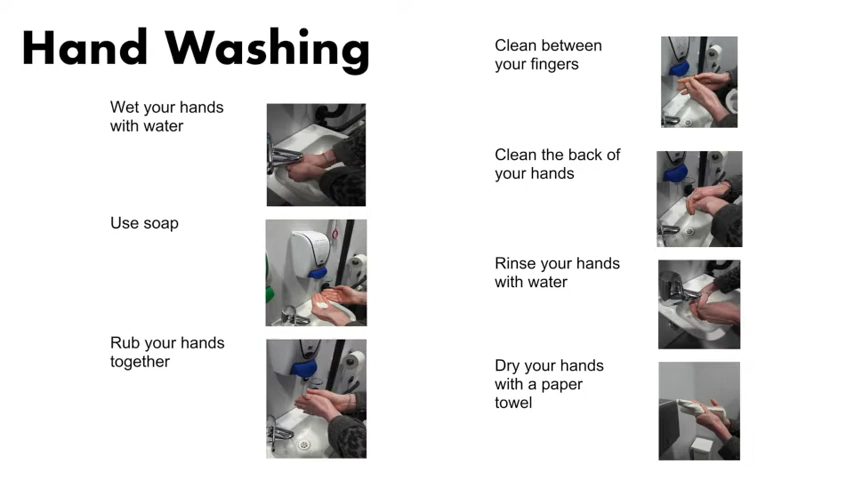 Hand Washing
Wet your hands
with water
Use soap
Rub your hands
together
Clean between
your fingers
Clean the back of
your hands
Rinse your hands
with water
Dry your hands
with a paper
towel